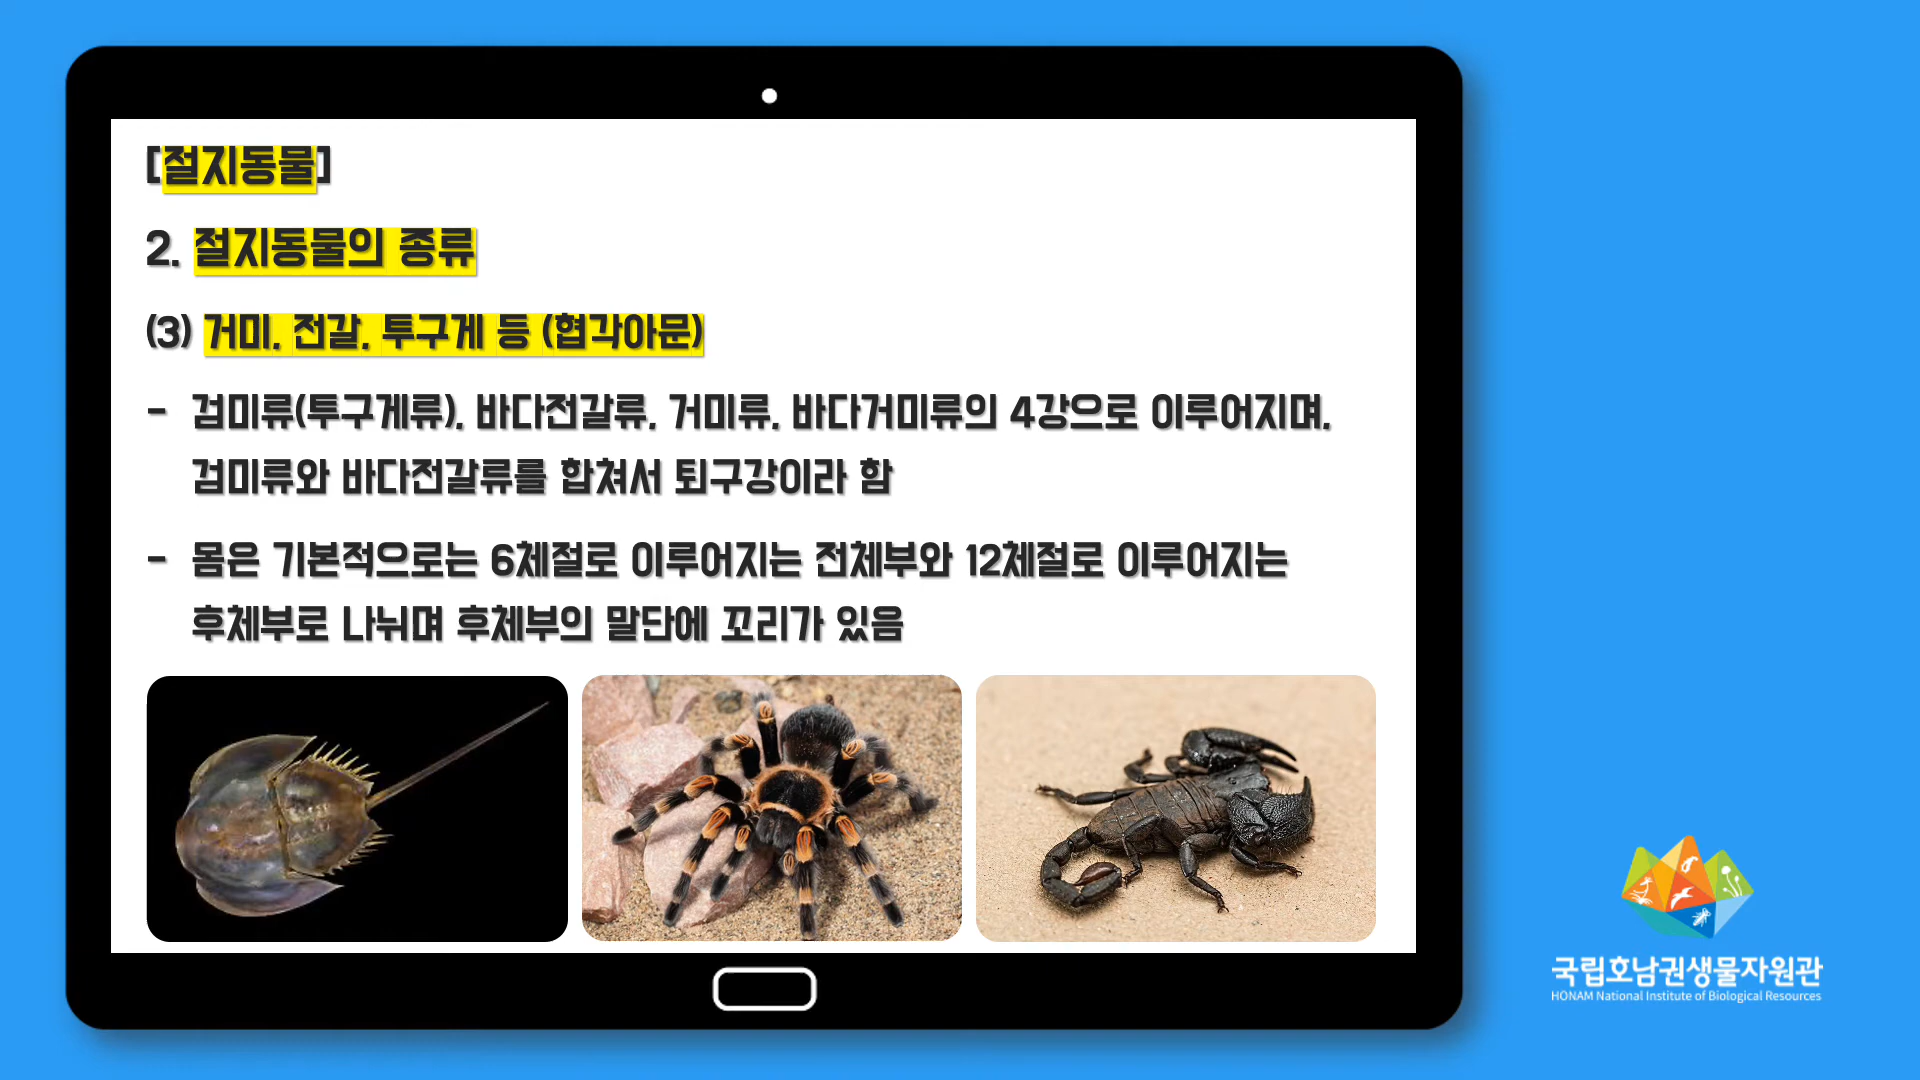 [절지동물]
2. 절지동물의 종류
(3) 거미, 전갈, 투구게 등 (협각아문)
- 검미류(투구게류), 바다전갈류, 거미류, 바다거미류의 4강으로 이루어지며,
검미류와 바다전갈류를 합쳐서 퇴구강이라 함
- 몸은 기본적으로는 6체절로 이루어지는 전체부와 12체절로 이루어지는
후체부로 나뉘며 후체부의 말단에 꼬리가 있음
국립호남권생물자원관
HONAM National Institute of Biological Resources